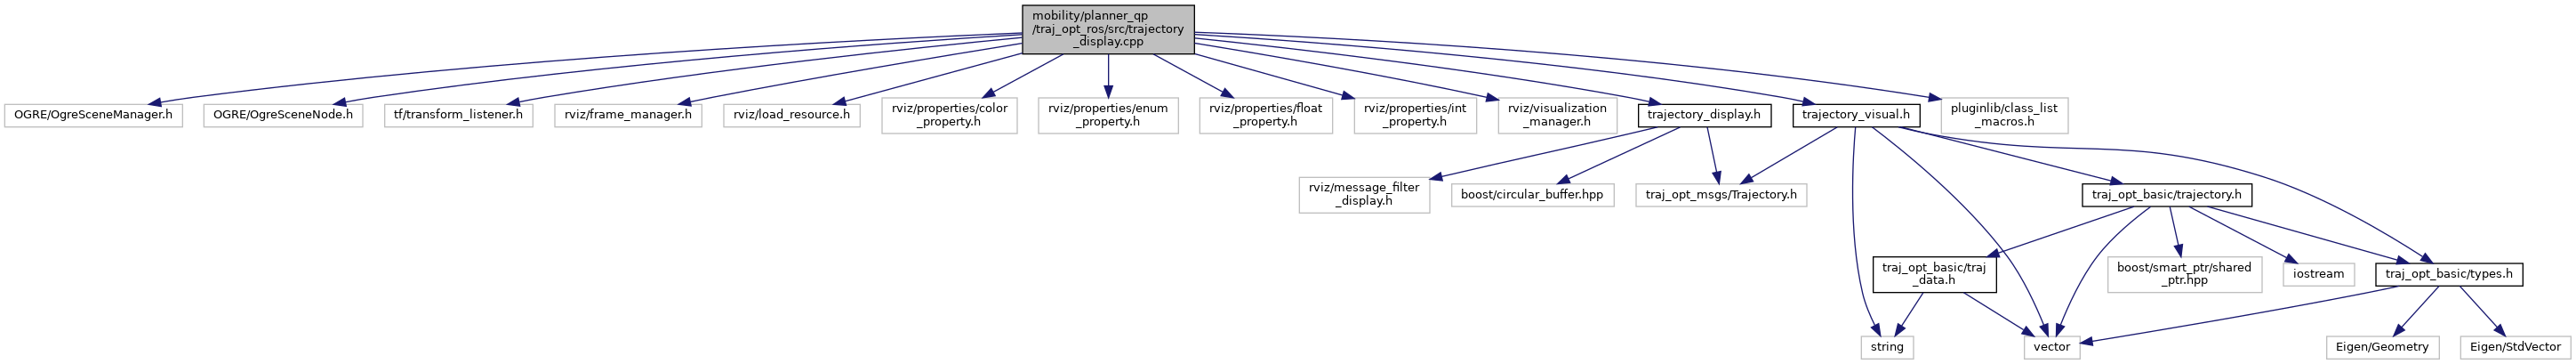 mobility/planner_qp
/traj_opt_ros/src/trajectory
_display.cpp
OGRE/OgreSceneManager.h
OGRE/OgreSceneNode.h
tf/transform_listener.h
rviz/frame_manager.h
rviz/load_resource.h
rviz/properties/color
_property.h
rviz/properties/enum
_property.h
rviz/properties/float
_property.h
rviz/properties/int
_property.h
rviz/visualization
_manager.h
trajectory_display.h
trajectory_visual.h
pluginlib/class_list
_macros.h
rviz/message_filter
_display.h
boost/circular_buffer.hpp
traj_opt_msgs/Trajectory.h
traj_opt_basic/trajectory.h
traj_opt_basic/traj
_data.h
boost/smart_ptr/shared
_ptr.hpp
iostream
traj_opt_basic/types.h
string
vector
Eigen/Geometry
Eigen/StdVector